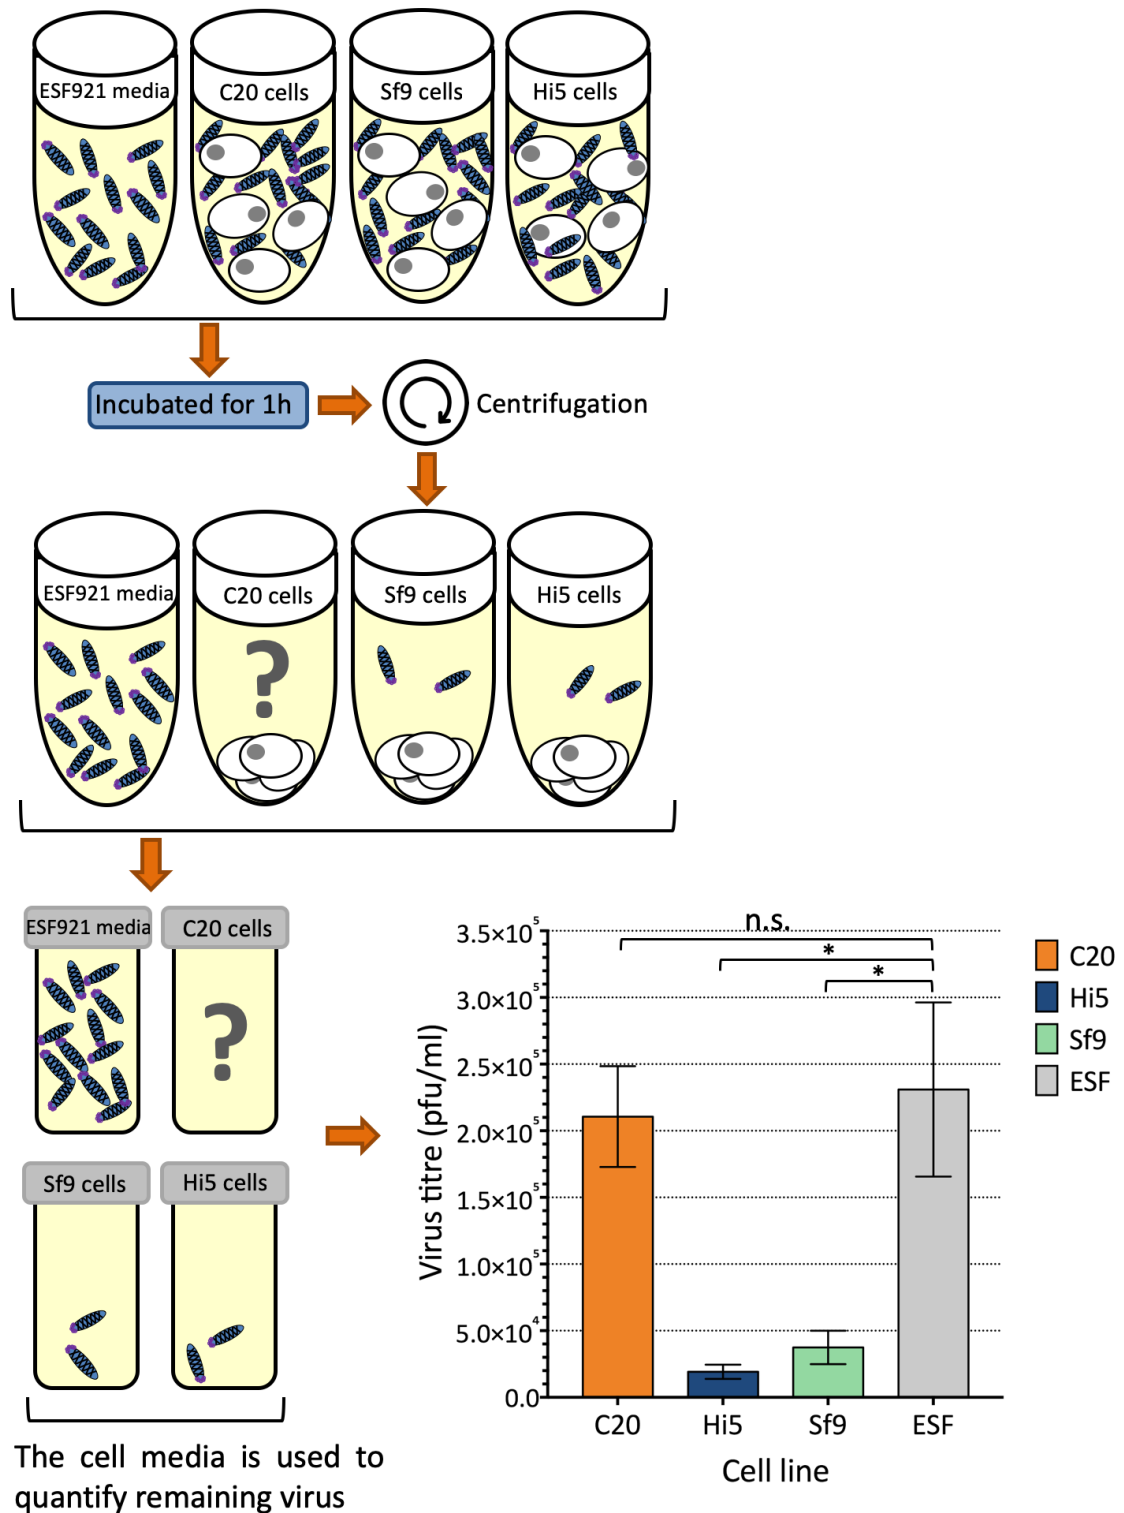 ESF921 media
C20 cells
Sf9 cells
Hi5 cells
Incubated for 1h
Centrifugation
ESF921 media
C20 cells
Sf9 cells
Hi5 cells
?
ESF921 media
C20 cells
?
Sf9 cells
Hi5 cells
The cell media is used to
quantify remaining virus
n.s.
*
*
Virus titre (pfu/ml)
3.5×10⁵
3.0×10⁵
2.5×10⁵
2.0×10⁵
1.5×10⁵
1.0×10⁵
5.0×10⁴
0.0
C20
Hi5
Sf9
ESF
Cell line
C20
Hi5
Sf9
ESF